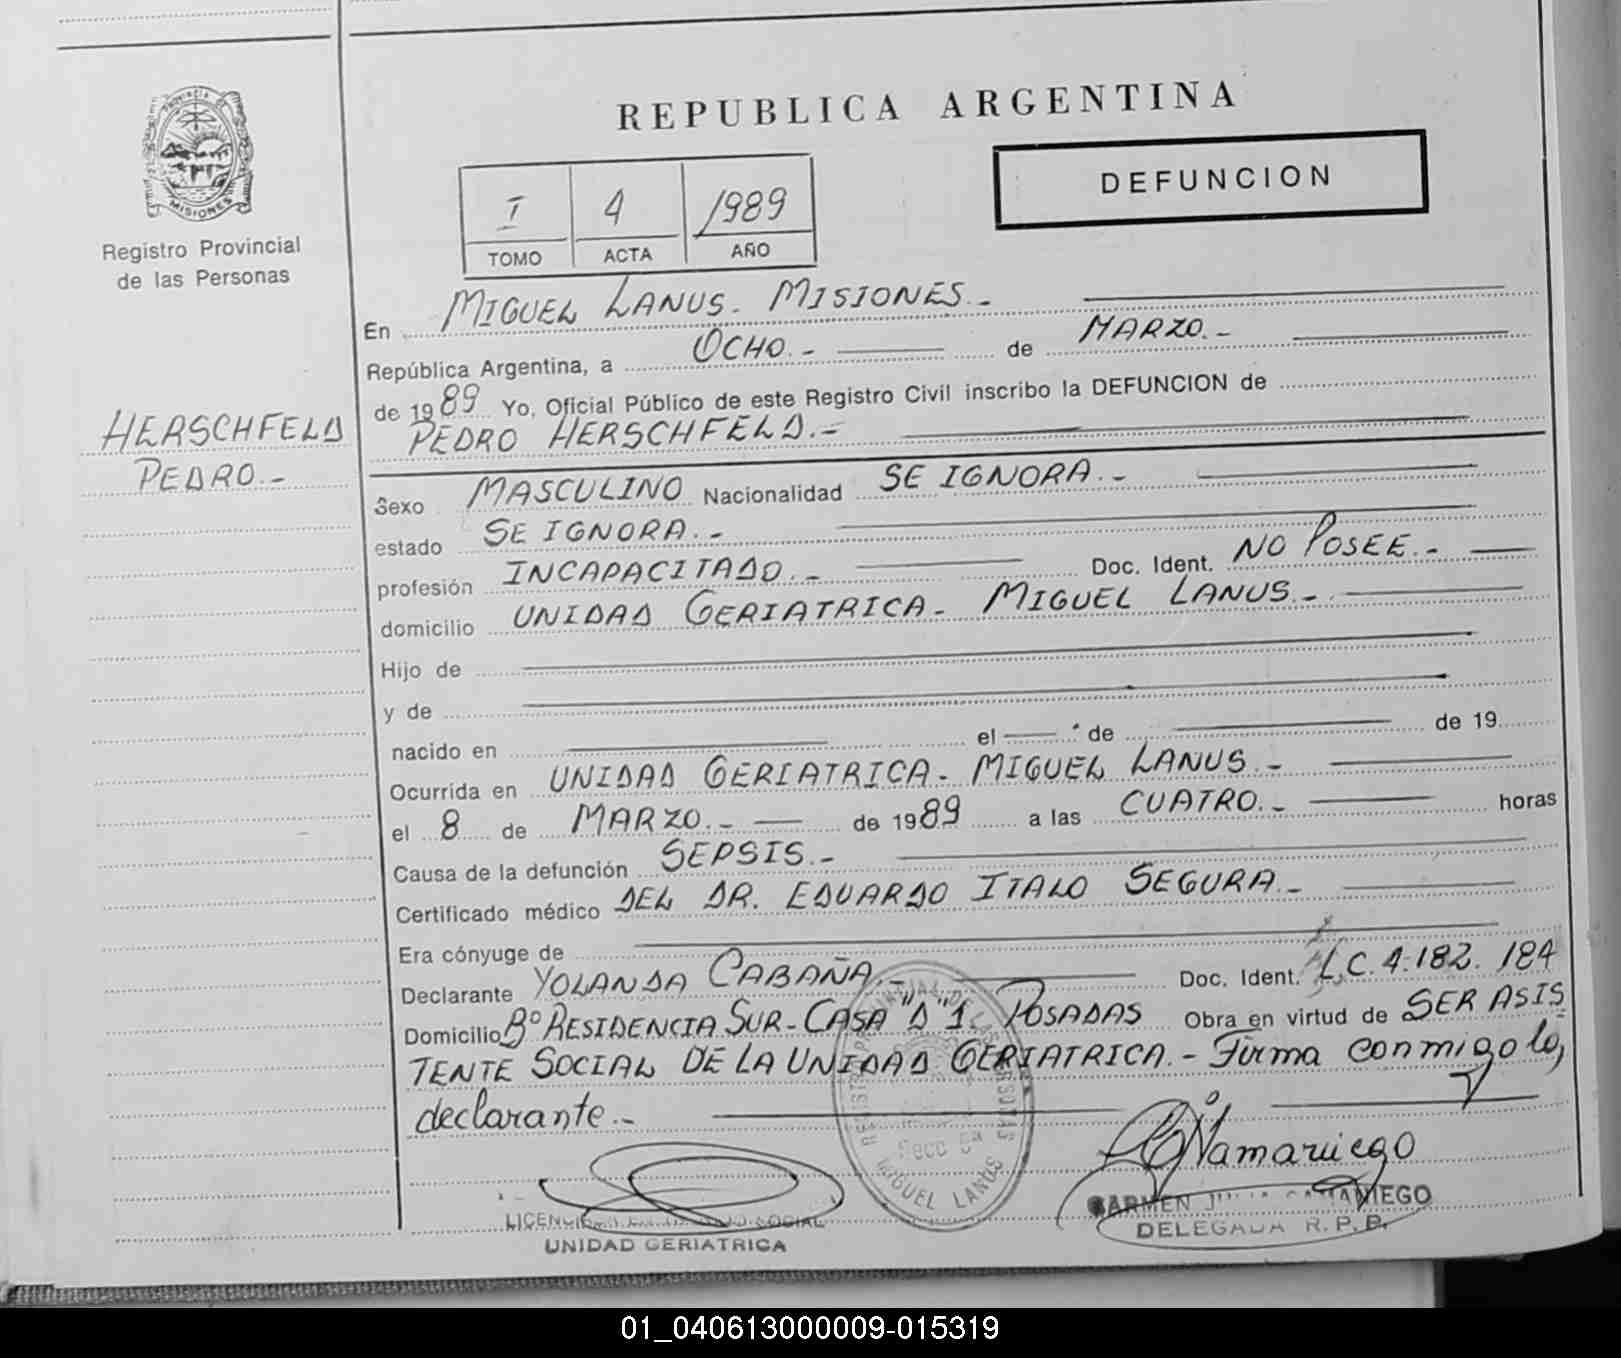 REPUBLICA ARGENTINA
MISIONES
Registro Provincial
de las Personas
I 4 1989
TOMO ACTA AÑO
DEFUNCION
En MIGUEL LANUS. MISIONES.-
República Argentina, a OCHO.- de MARZO.-
de 1989 Yo, Oficial Público de este Registro Civil inscribo la DEFUNCION de
PEDRO HERSCHFELD.-
HERSCHFELD
PEDRO.-
Sexo MASCULINO Nacionalidad SE IGNORA.-
estado SE IGNORA.-
profesión INCAPACITADO.- Doc. Ident. NO POSEE.-
domicilio UNIDAD GERIATRICA- MIGUEL LANUS.-
Hijo de
y de
nacido en el de de 19
Ocurrida en UNIDAD GERIATRICA- MIGUEL LANUS.-
el 8 de MARZO.- de 1989 a las CUATRO.- horas
Causa de la defunción SEPSIS.-
Certificado médico DEL DR. EDUARDO ITALO SEGURA.-
Era cónyuge de
Declarante YOLANDA CABAÑA.- Doc. Ident. L.C. 4.182.184
Domicilio Bº RESIDENCIA SUR-CASA "D" 1 POSADAS Obra en virtud de SER ASIS
TENTE SOCIAL DE LA UNIDAD GERIATRICA.- Firma conmigo la,
declarante.-
MIGUEL LANUS
SOCIAL
UNIDAD GERIATRICA
CARMEN JULIA SAMANIEGO
DELEGADA R. P. P.
01_040613000009-015319